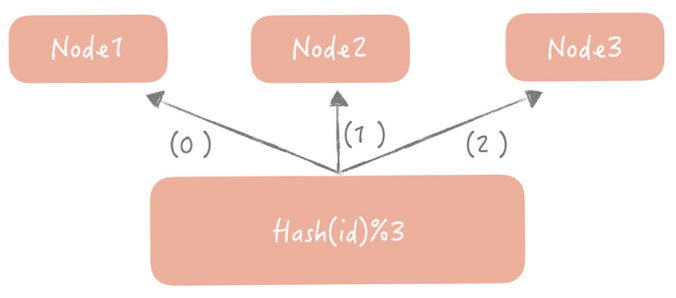 Node1
Node2
Node3
(0)
(1)
(2)
Hash(id)%3